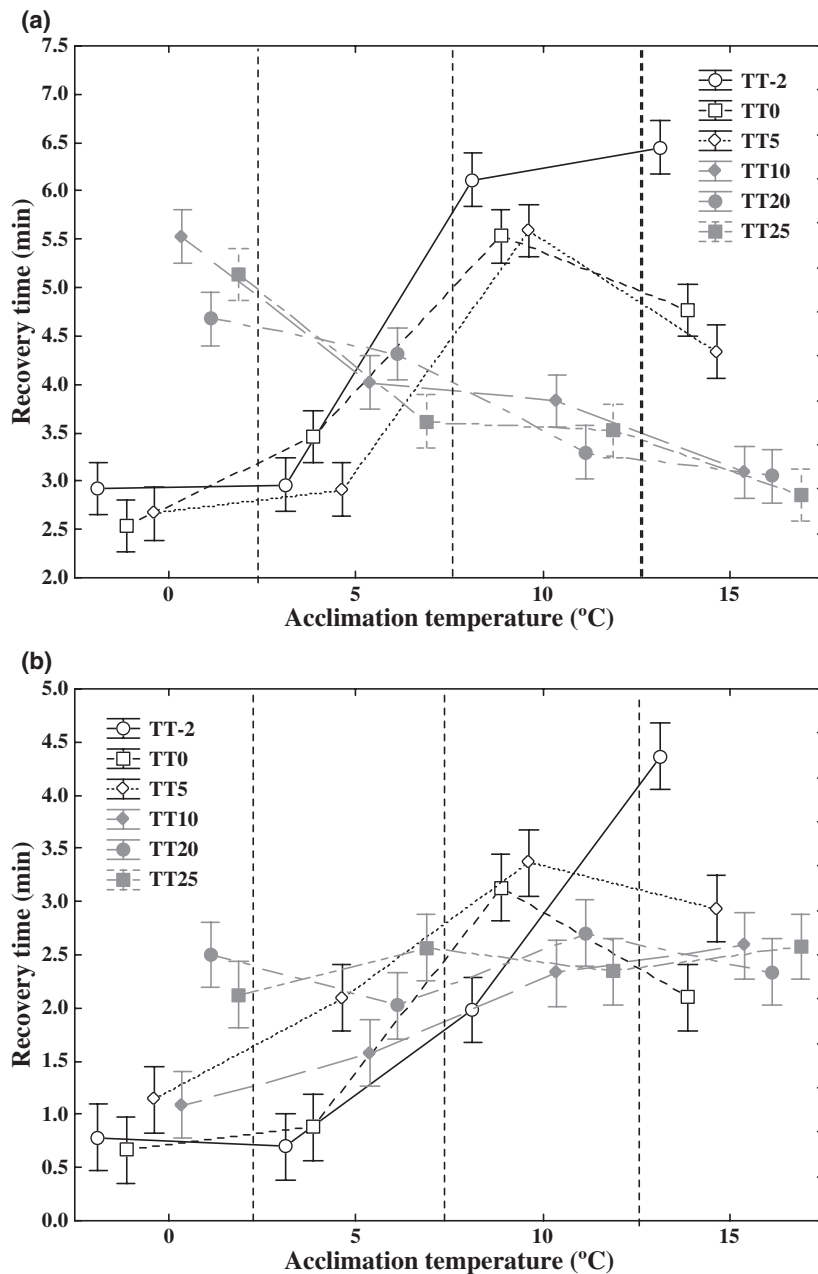 (a)
7.5
7.0
6.5
6.0
5.5
5.0
4.5
4.0
3.5
3.0
2.5
2.0
Recovery time (min)
TT-2
TT0
TT5
TT10
TT20
TT25
0 5 10 15
Acclimation temperature (ºC)
(b)
5.0
4.5
4.0
3.5
3.0
2.5
2.0
1.5
1.0
0.5
0.0
Recovery time (min)
TT-2
TT0
TT5
TT10
TT20
TT25
0 5 10 15
Acclimation temperature (ºC)